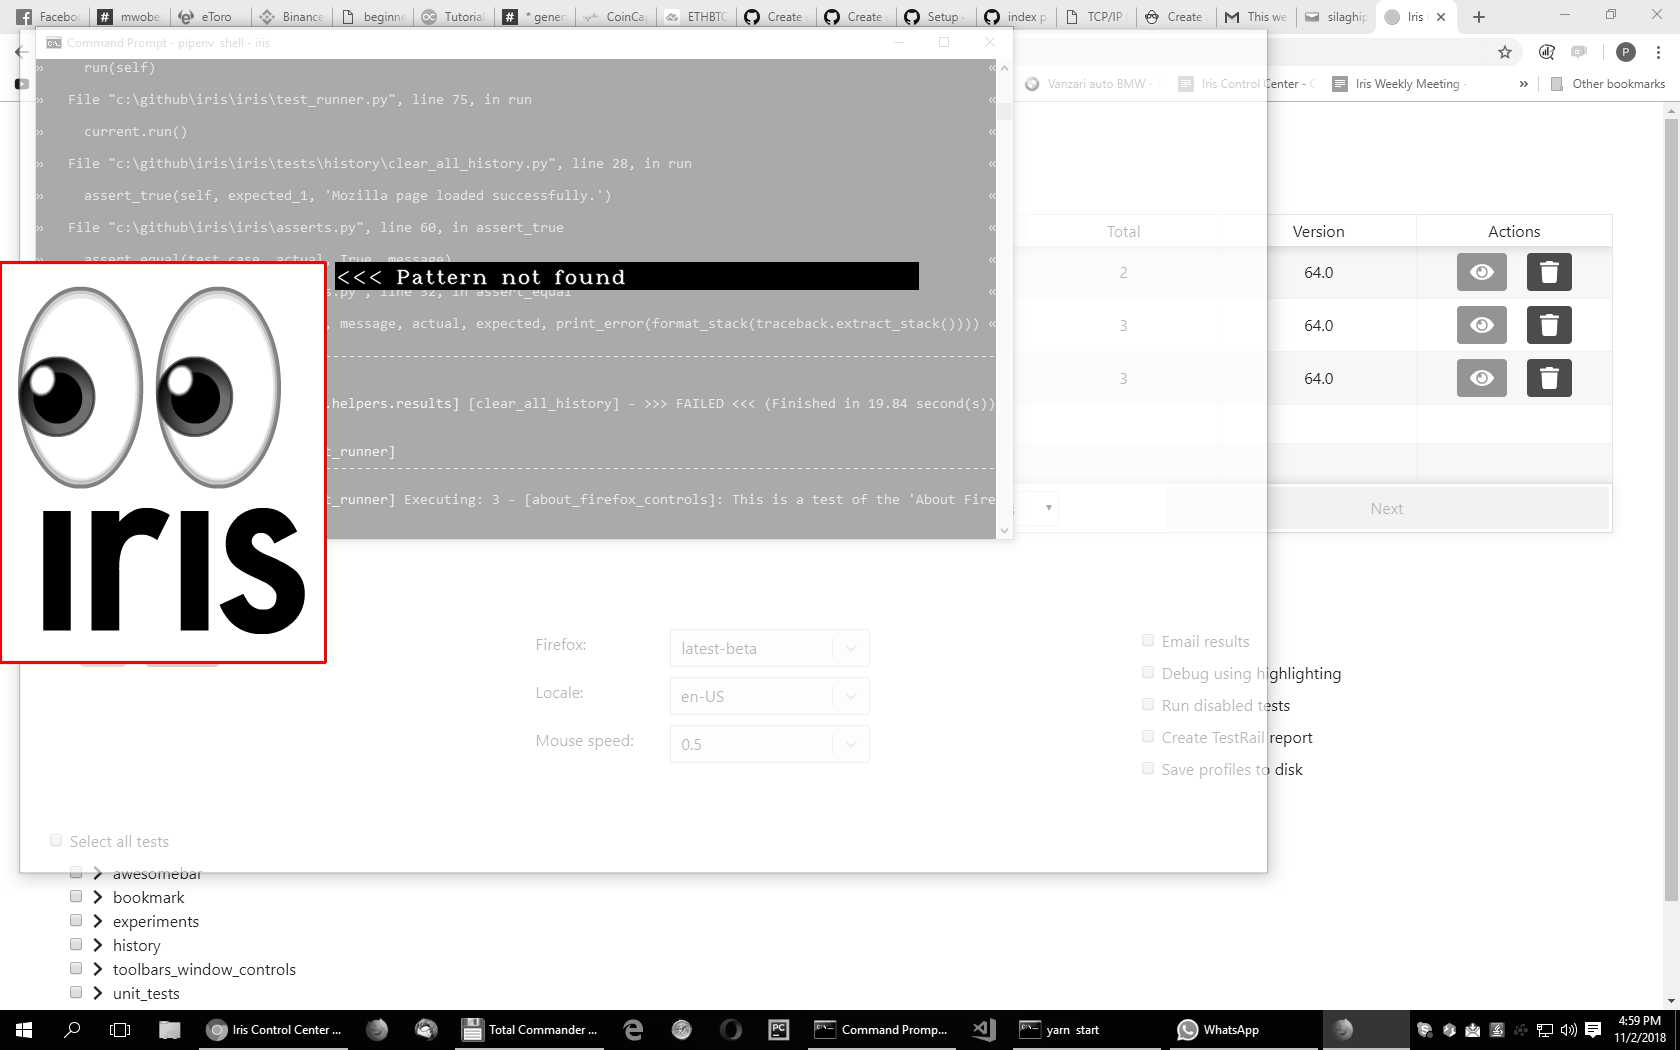 Facebo
mwobe
eToro
Binance
beginne
Tutorial
* gener
CoinCa
ETHBTC
Create
Create
Setup
index p
TCP/IP
Create
This we
silaghip
Iris
Command Prompt - pipenv shell - iris
P
Vanzari auto BMW -
Iris Control Center -
Iris Weekly Meeting -
» Other bookmarks
» run(self) «
» File "c:\github\iris\iris\test_runner.py", line 75, in run «
» current.run() «
» File "c:\github\iris\iris\tests\history\clear_all_history.py", line 28, in run «
» assert_true(self, expected_1, 'Mozilla page loaded successfully.') «
» File "c:\github\iris\iris\asserts.py", line 60, in assert_true «
» assert_equal(test_case, actual, True, message)
<<< Pattern not found
s.py", line 52, in assert_equal «
, message, actual, expected, print_error(format_stack(traceback.extract_stack()))) «
.helpers.results] [clear_all_history] - >>> FAILED <<< (Finished in 19.84 second(s))
t_runner]
t_runner] Executing: 3 - [about_firefox_controls]: This is a test of the 'About Fire
iris
Total Version Actions
2 64.0
3 64.0
3 64.0
Next
Firefox: latest-beta
Locale: en-US
Mouse speed: 0.5
Email results
Debug using highlighting
Run disabled tests
Create TestRail report
Save profiles to disk
Select all tests
awesomebar
bookmark
experiments
history
toolbars_window_controls
unit_tests
Iris Control Center ...
Total Commander ...
PC
Command Promp...
yarn start
WhatsApp
4:59 PM
11/2/2018